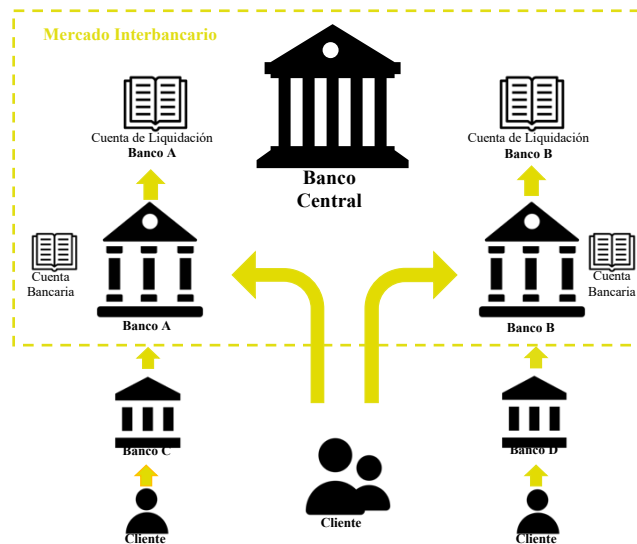 Mercado Interbancario
Cuenta de Liquidación
Banco A
Cuenta de Liquidación
Banco B
Banco
Central
Cuenta
Bancaria
Cuenta
Bancaria
Banco A
Banco B
Banco C
Banco D
Cliente
Cliente
Cliente